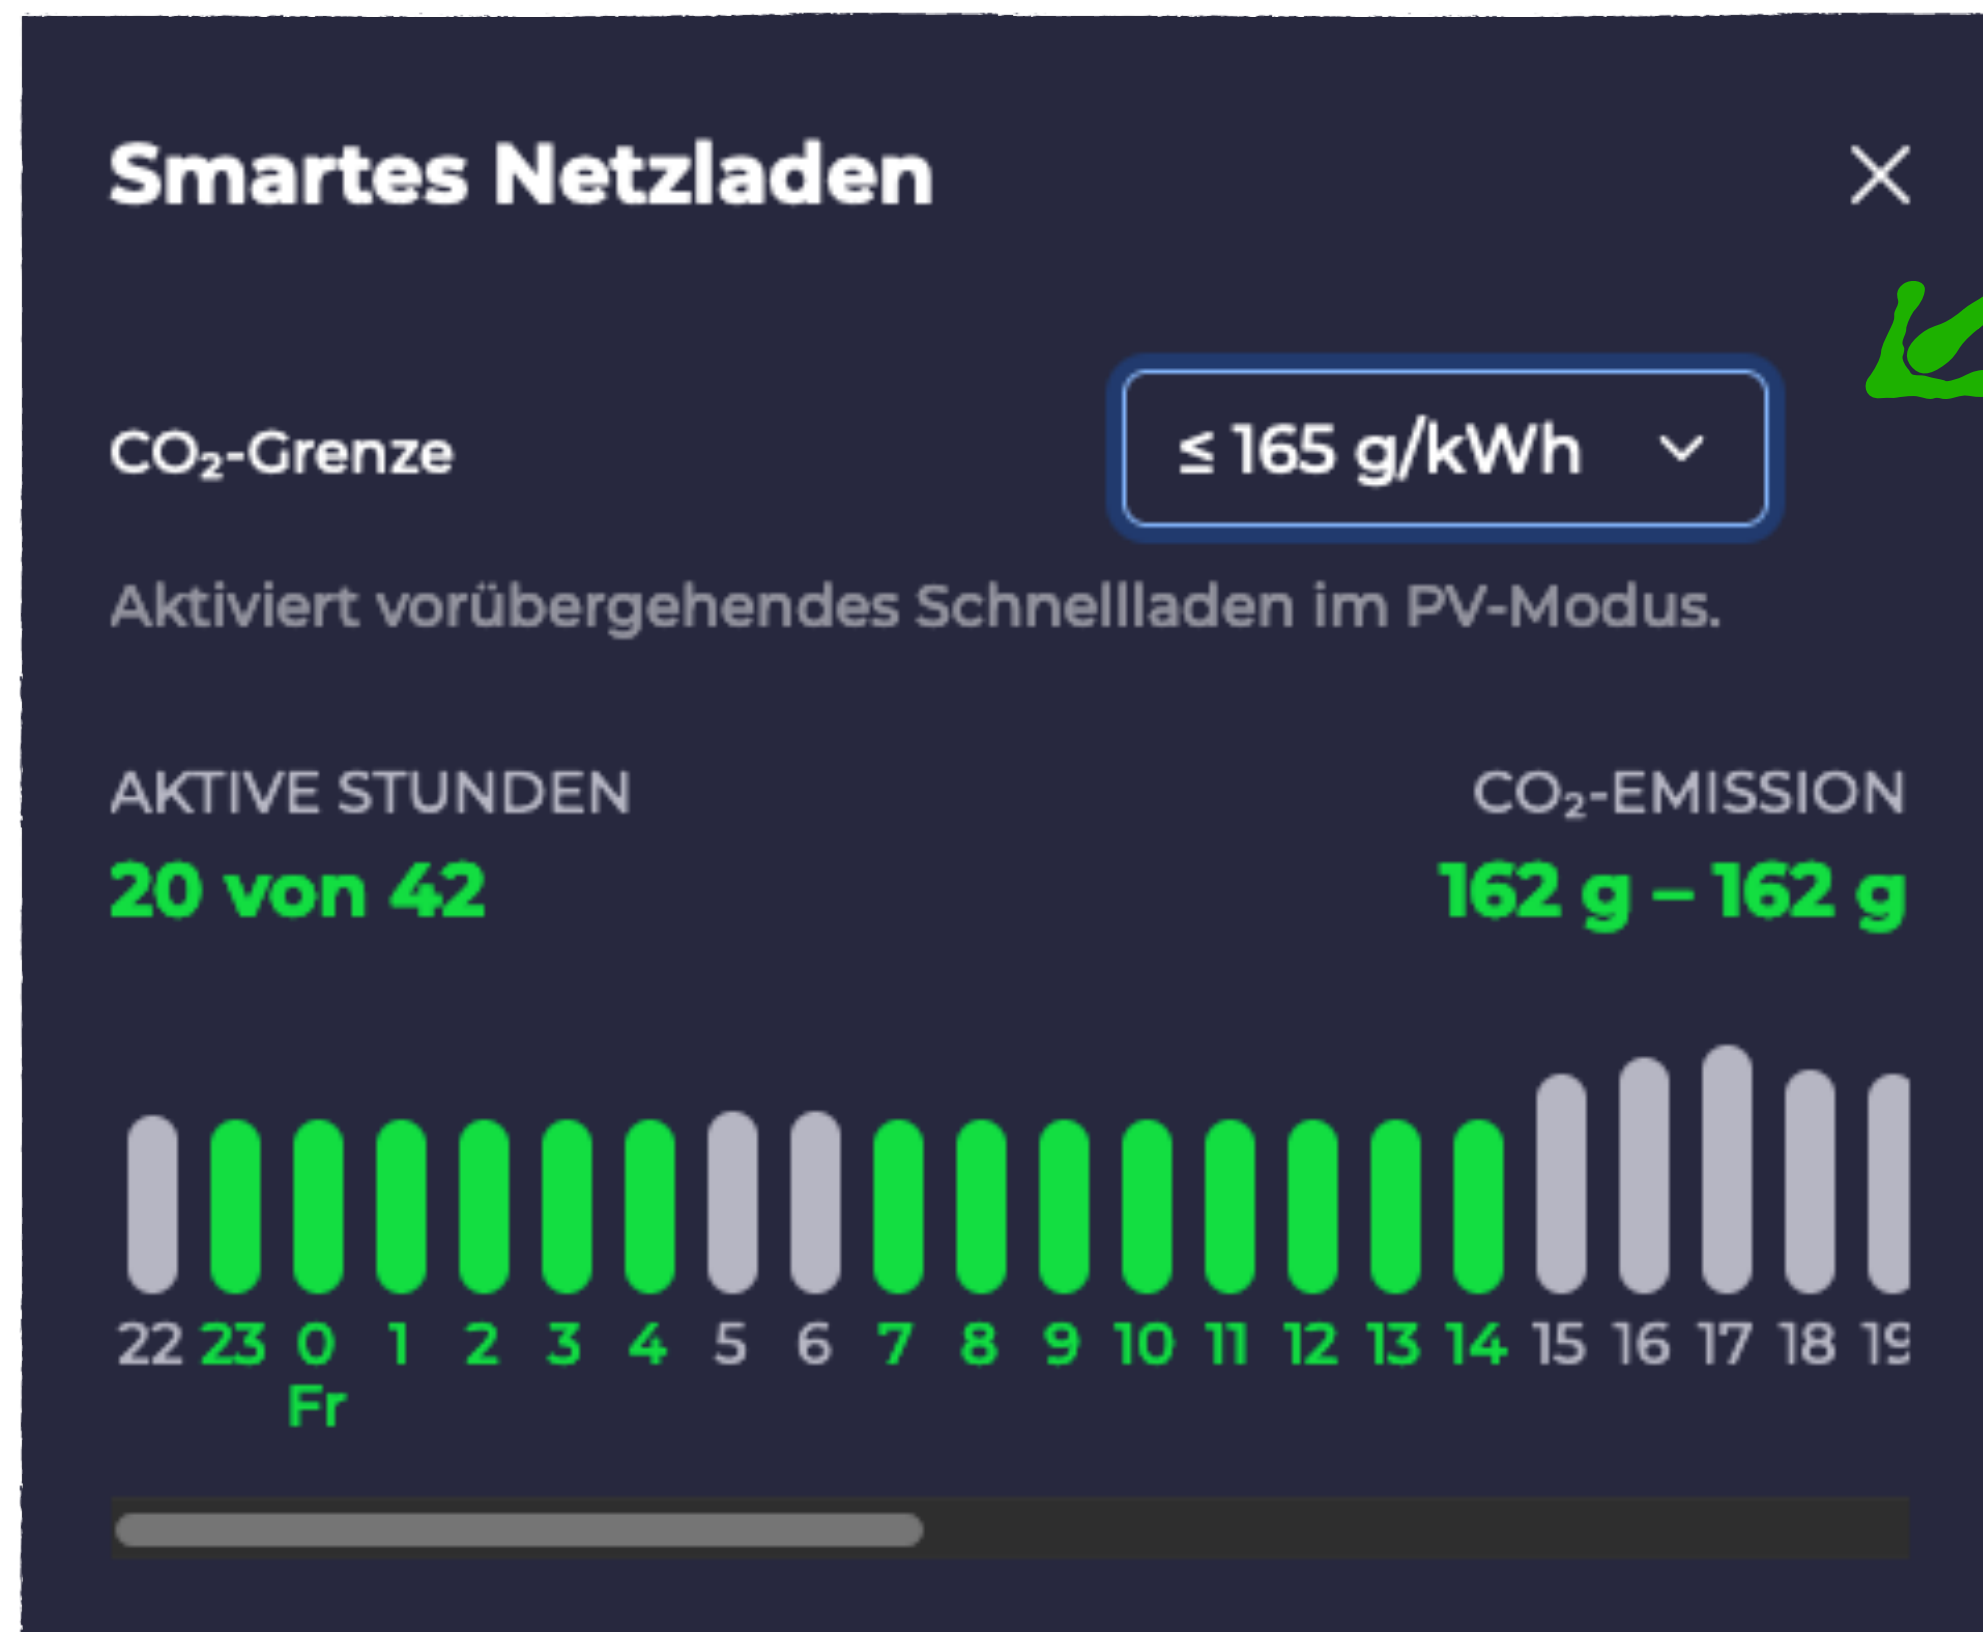 Smartes Netzladen
CO₂-Grenze
≤ 165 g/kWh
Aktiviert vorübergehendes Schnellladen im PV-Modus.
AKTIVE STUNDEN CO₂-EMISSION
20 von 42 162 g – 162 g
22 23 0 1 2 3 4 5 6 7 8 9 10 11 12 13 14 15 16 17 18 19
Fr